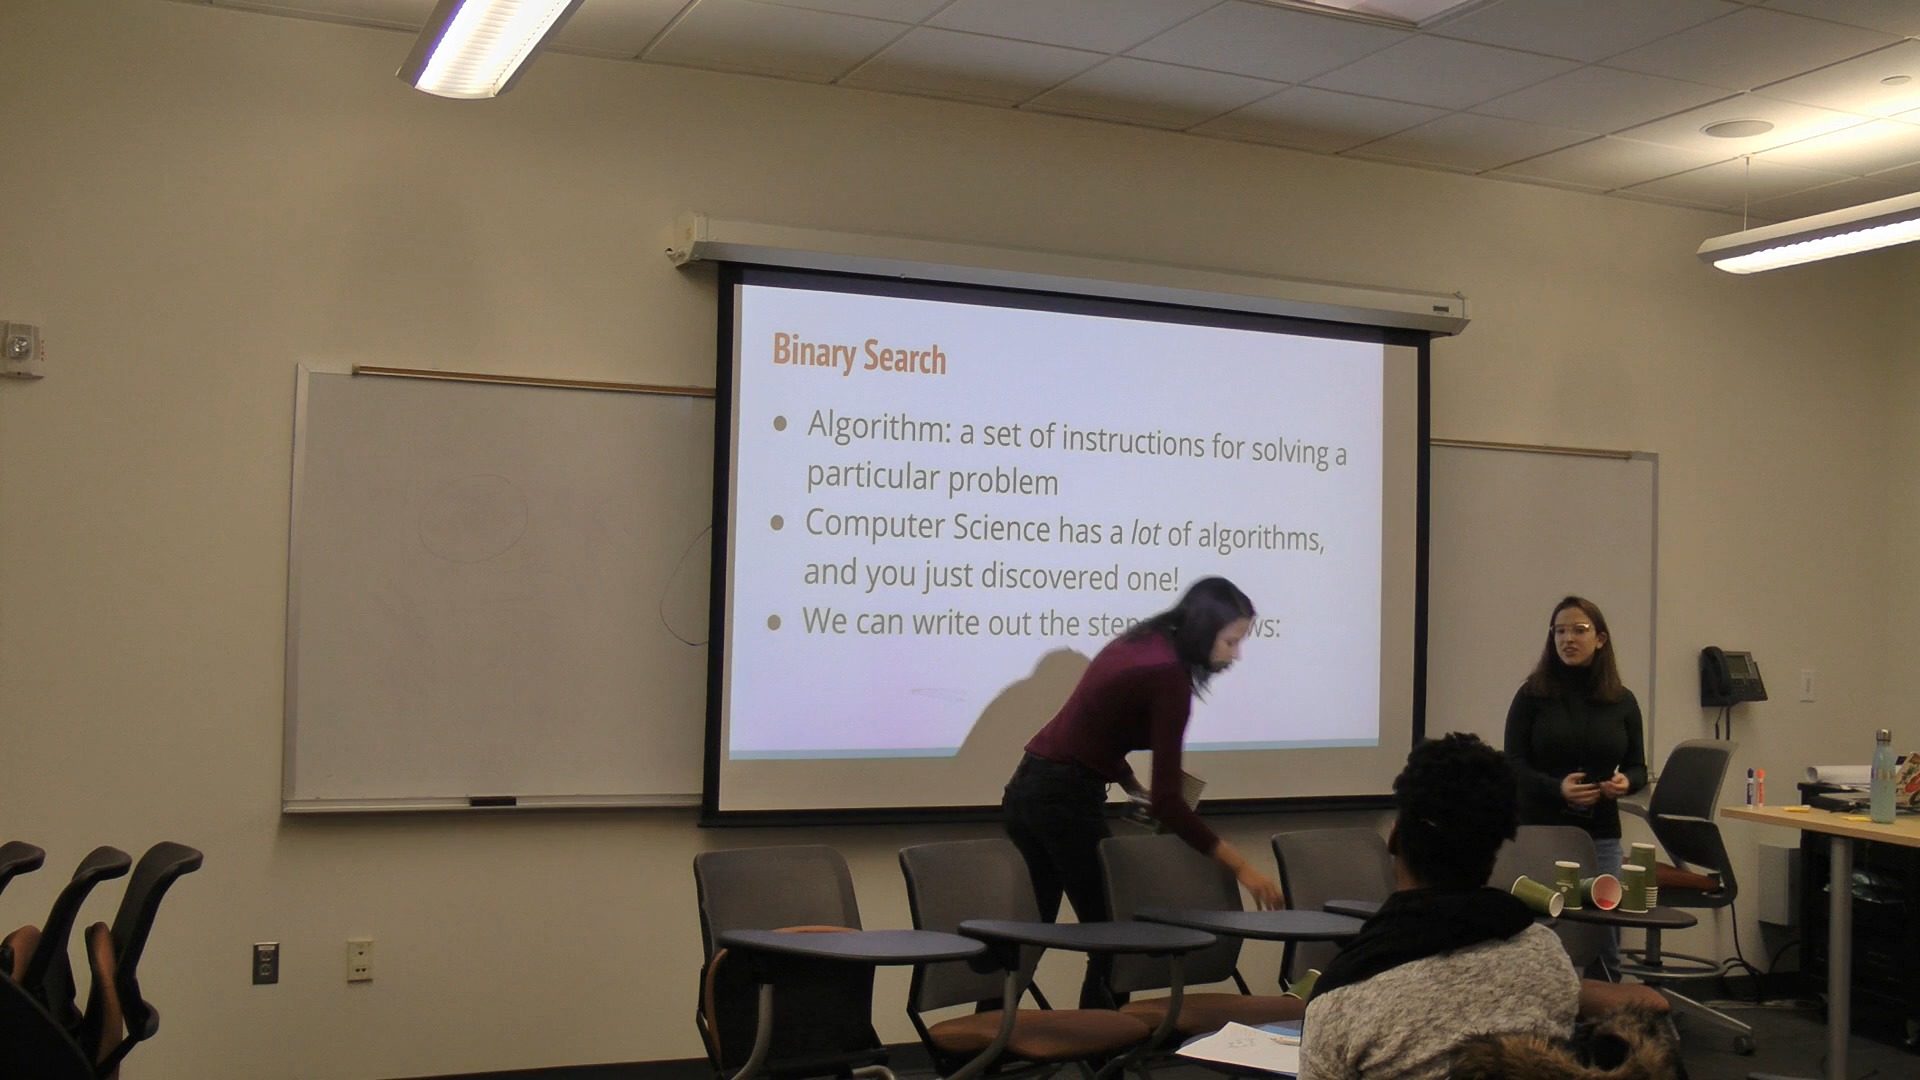 Binary Search
● Algorithm: a set of instructions for solving a
particular problem
● Computer Science has a lot of algorithms,
and you just discovered one!
● We can write out the